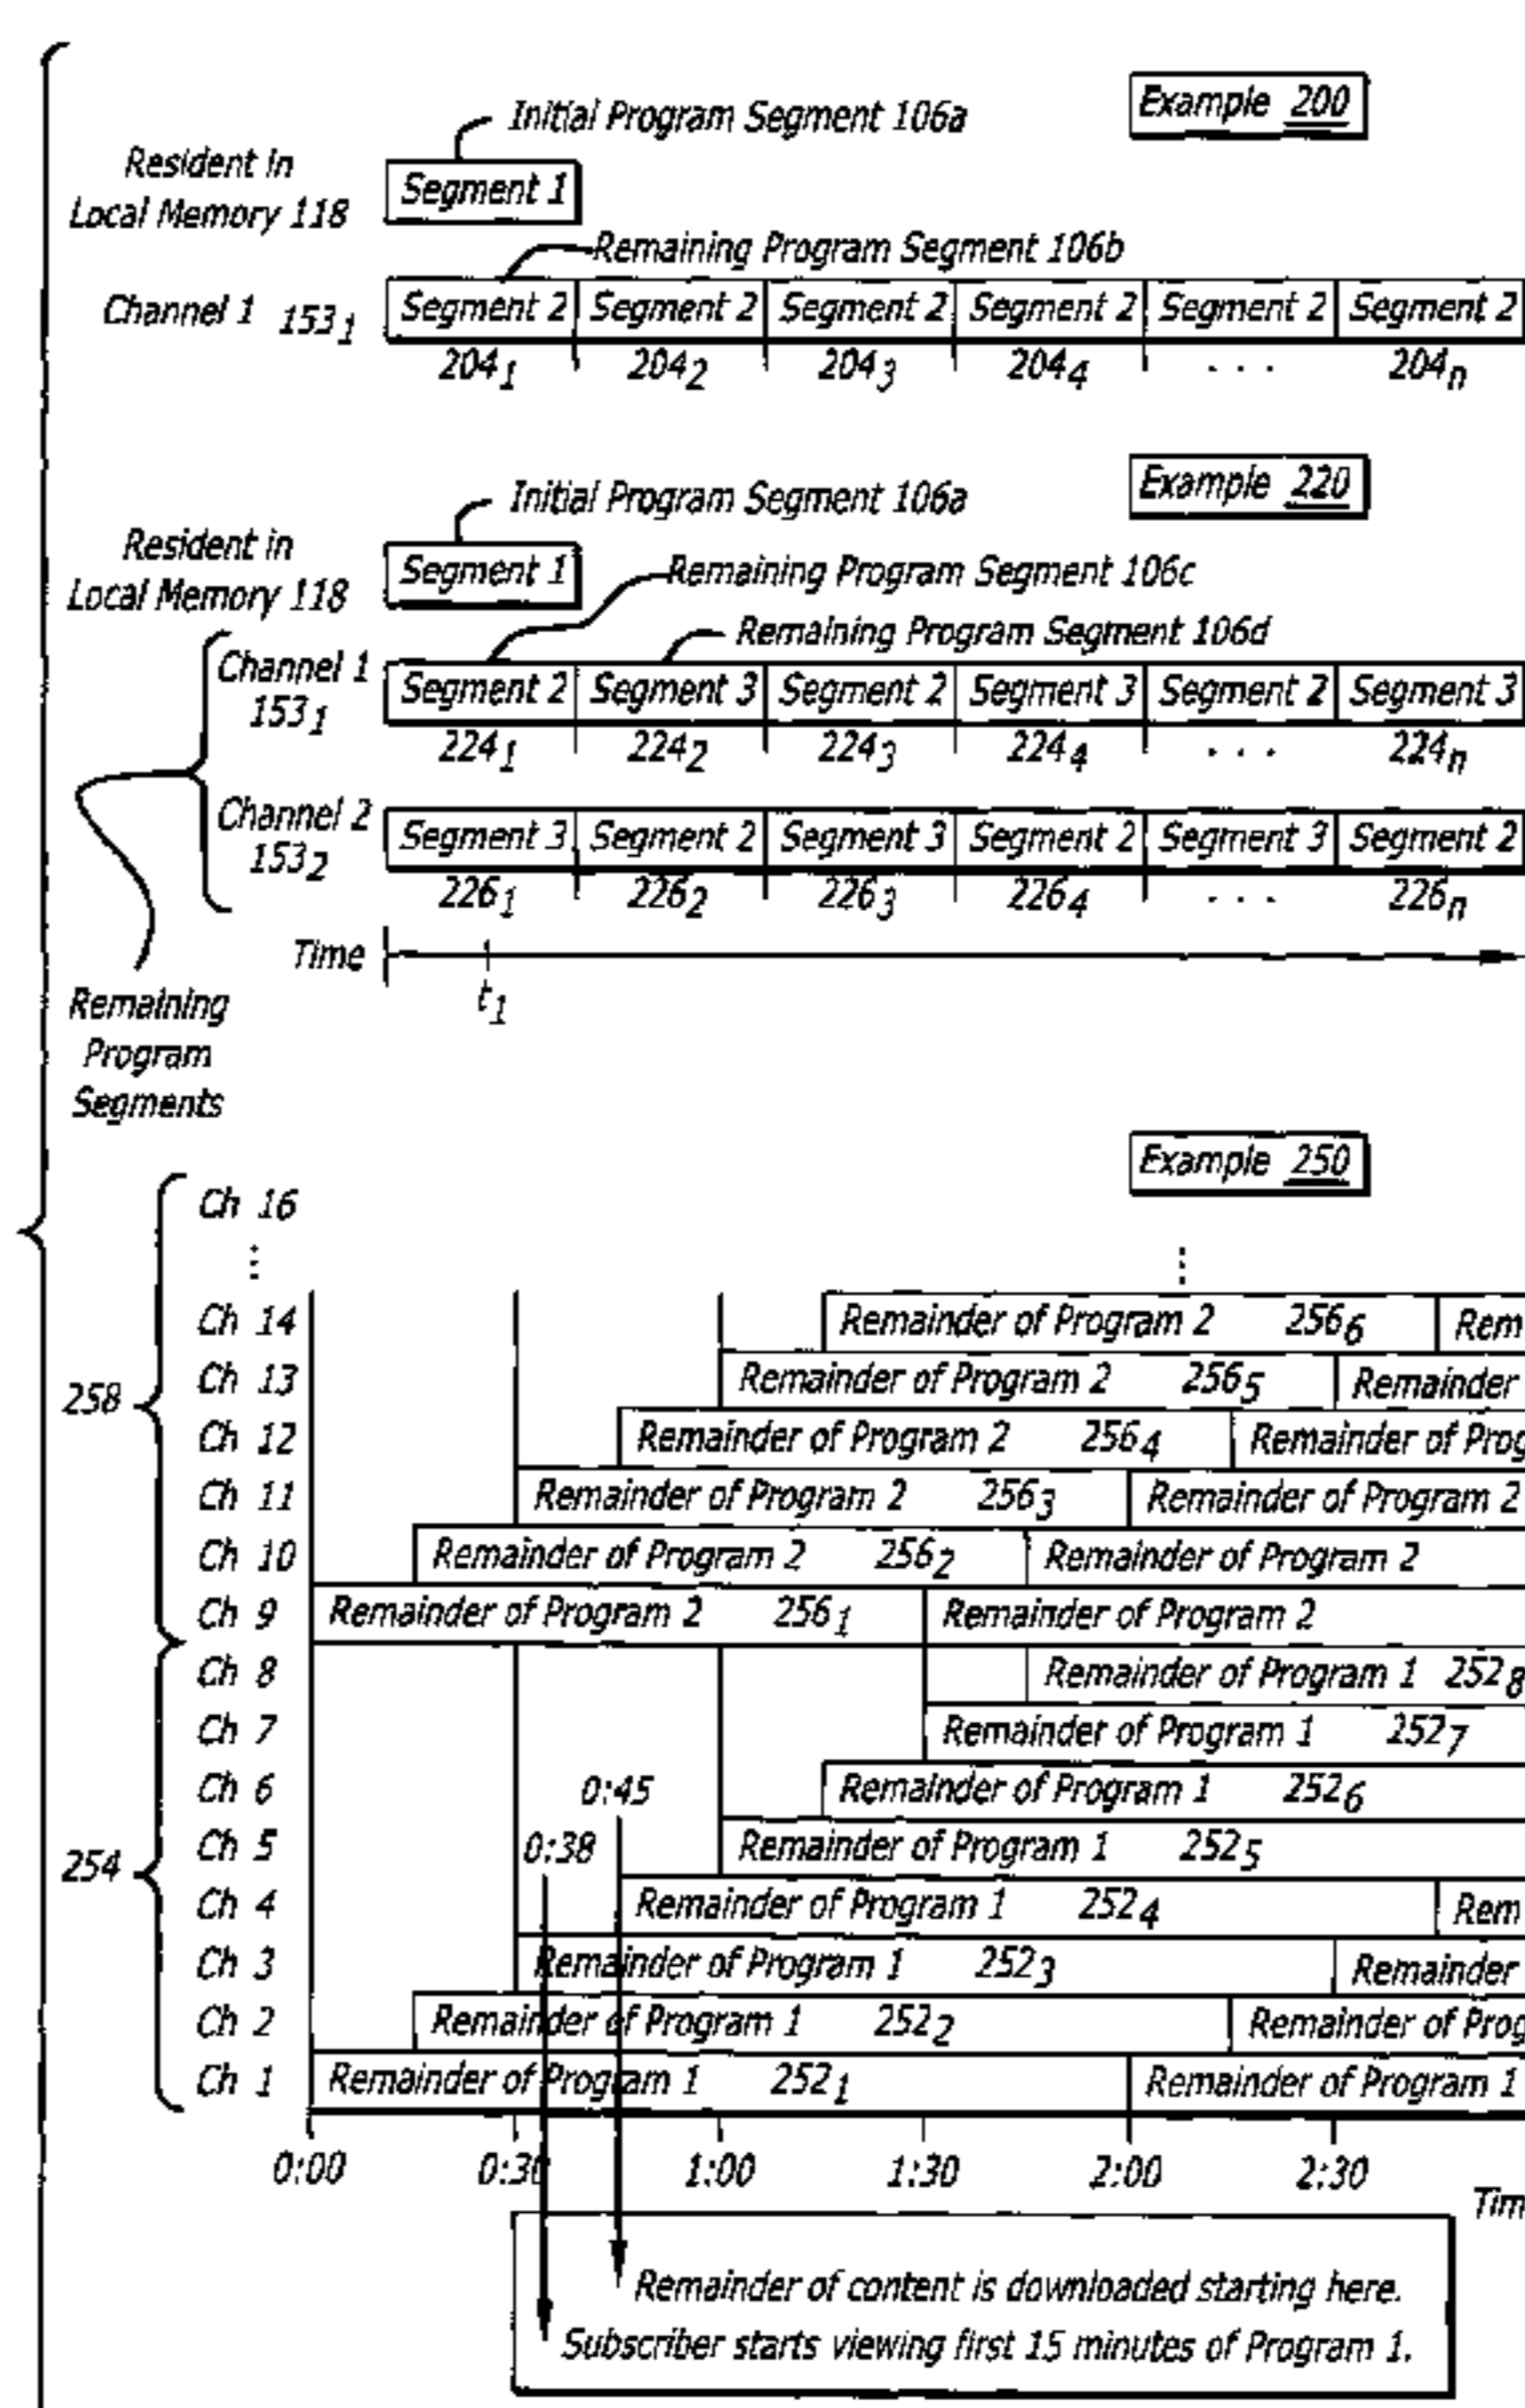 Example 200
Initial Program Segment 106a
Resident in
Local Memory 118
Segment 1
Remaining Program Segment 106b
Channel 1 1531
Segment 2 Segment 2 Segment 2 Segment 2 Segment 2 Segment 2
2041 2042 2043 2044 . . . 204n
Example 220
Initial Program Segment 106a
Resident in
Local Memory 118
Segment 1
Remaining Program Segment 106c
Remaining Program Segment 106d
Channel 1
1531
Segment 2 Segment 3 Segment 2 Segment 3 Segment 2 Segment 3
2241 2242 2243 2244 . . . 224n
Channel 2
1532
Segment 3 Segment 2 Segment 3 Segment 2 Segment 3 Segment 2
2261 2262 2263 2264 . . . 226n
Time
t1
Remaining
Program
Segments
Example 250
Ch 16
Ch 14 Remainder of Program 2 2566 Rem
Ch 13 Remainder of Program 2 2565 Remainder
258
Ch 12 Remainder of Program 2 2564 Remainder of Prog
Ch 11 Remainder of Program 2 2563 Remainder of Program 2
Ch 10 Remainder of Program 2 2562 Remainder of Program 2
Ch 9 Remainder of Program 2 2561 Remainder of Program 2
Ch 8 Remainder of Program 1 2528
Ch 7 Remainder of Program 1 2527
Ch 6 0:45 Remainder of Program 1 2526
Ch 5 0:38 Remainder of Program 1 2525
254
Ch 4 Remainder of Program 1 2524 Rem
Ch 3 Remainder of Program 1 2523 Remainder
Ch 2 Remainder of Program 1 2522 Remainder of Prog
Ch 1 Remainder of Program 1 2521 Remainder of Program 1
0:00 0:30 1:00 1:30 2:00 2:30
Tim
Remainder of content is downloaded starting here.
Subscriber starts viewing first 15 minutes of Program 1.